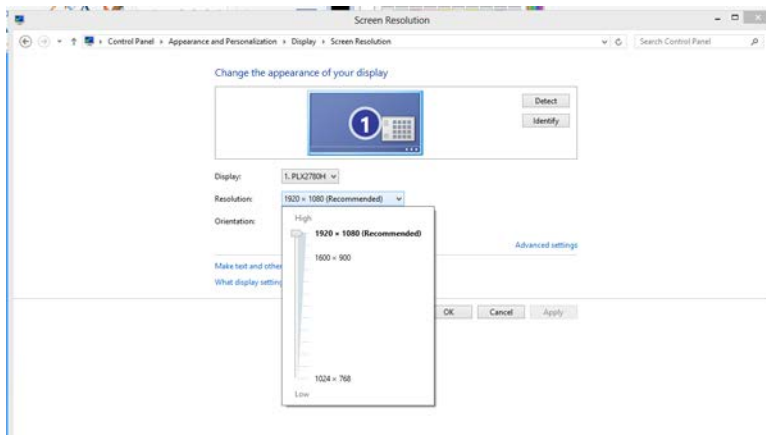 Screen Resolution
Control Panel › Appearance and Personalization › Display › Screen Resolution
Search Control Panel
Change the appearance of your display
1
Detect
Identify
Display: 1. PLX2780H
Resolution: 1920 × 1080 (Recommended)
Orientation:
High
1920 × 1080 (Recommended)
1600 × 900
1024 × 768
Low
Advanced settings
Make text and othe
What display setting
OK Cancel Apply